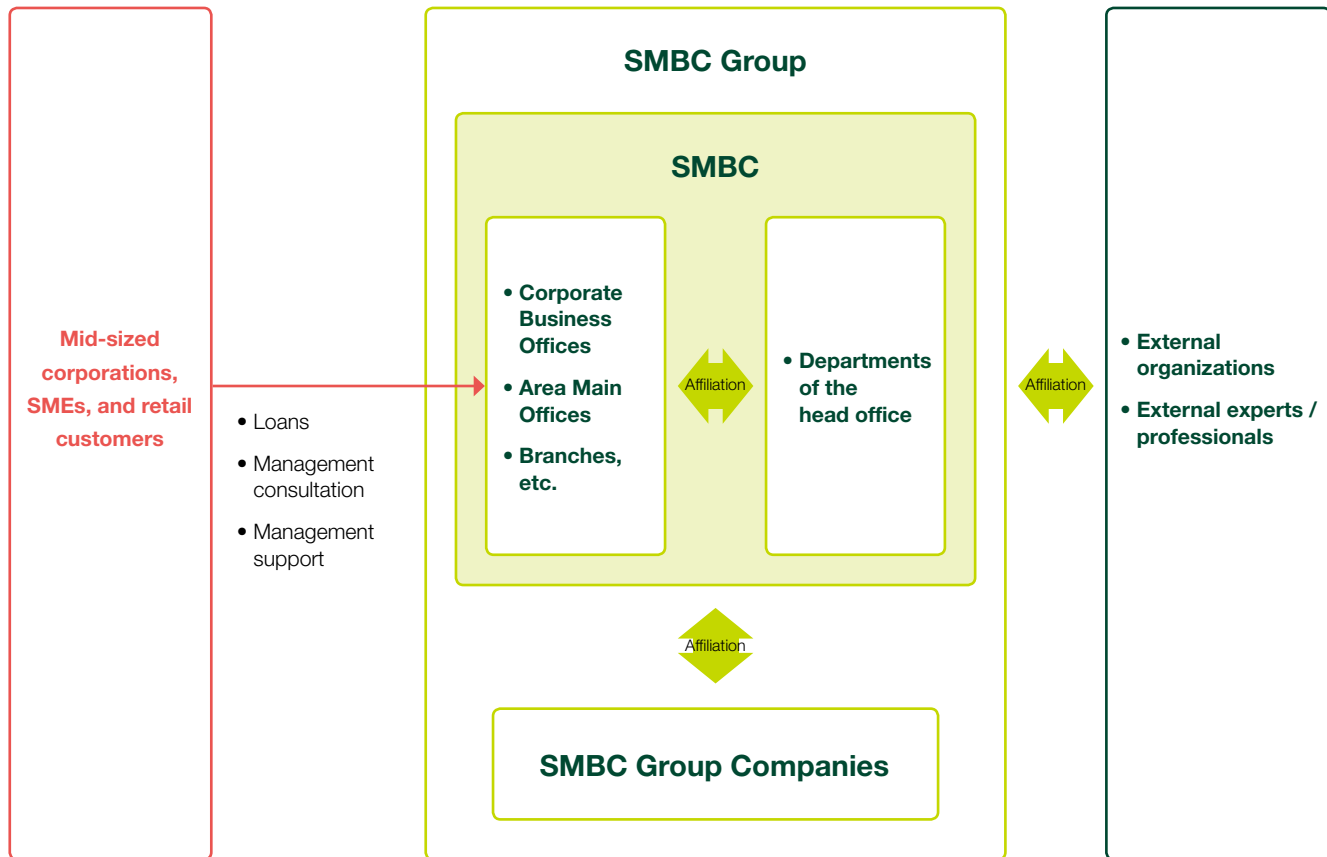 SMBC Group
SMBC
Mid-sized
corporations,
SMEs, and retail
customers
• Loans
• Management
consultation
• Management
support
• Corporate
Business
Offices
• Area Main
Offices
• Branches,
etc.
Affiliation
• Departments
of the
head office
Affiliation
• External
organizations
• External experts /
professionals
Affiliation
SMBC Group Companies